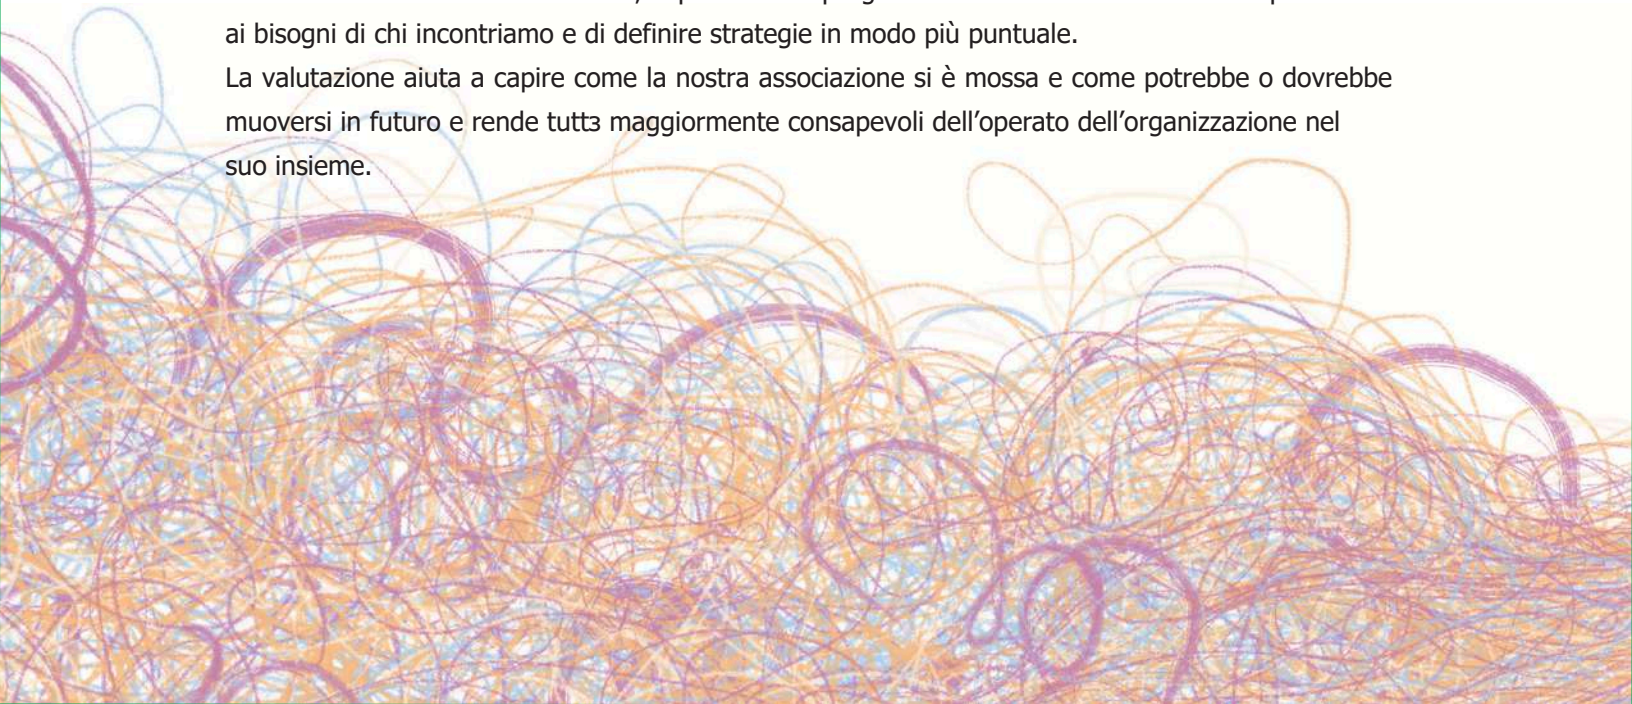 ai bisogni di chi incontriamo e di definire strategie in modo più puntuale.
La valutazione aiuta a capire come la nostra associazione si è mossa e come potrebbe o dovrebbe
muoversi in futuro e rende tuttɜ maggiormente consapevoli dell’operato dell’organizzazione nel
suo insieme.